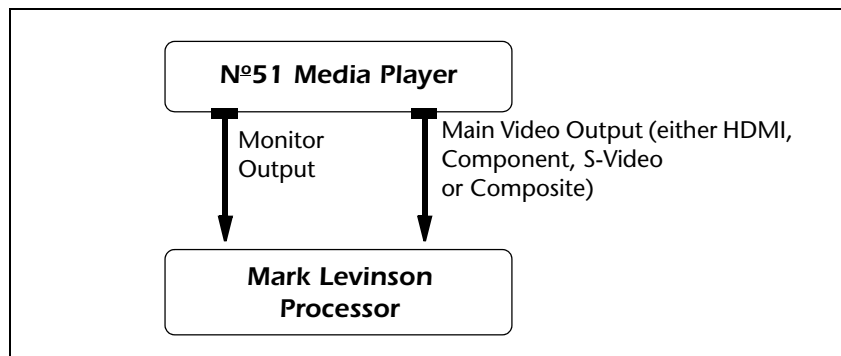 Nº51 Media Player
Monitor
Output
Main Video Output (either HDMI,
Component, S-Video
or Composite)
Mark Levinson
Processor